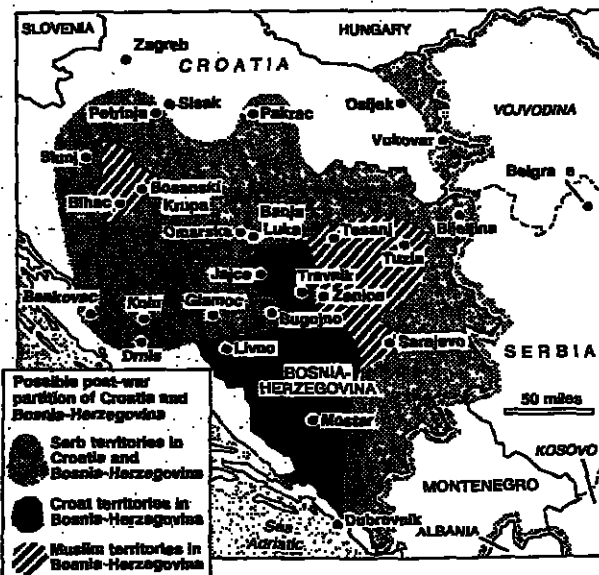 SLOVENIA
HUNGARY
Zagreb
CROATIA
Petrinja
Sisak
Pakrac
Osijek
VOJVODINA
Vukovar
Slunj
Belgra e
Bihac
Bosanski
Krupa
Omarska
Banja
Luka
Tesanj
Bijeljina
Tuzla
Jajce
Travnik
Zenica
Benkovac
Knin
Glamoc
Bugojno
Sarajevo
Drnis
Livno
BOSNIA-
HERZEGOVINA
SERBIA
50 miles
Mostar
KOSOVO
MONTENEGRO
Dubrovnik
ALBANIA
Sea
Adriatic
Possible post-war
partition of Croatia and
Bosnia-Herzegovina
Serb territories in
Croatia and
Bosnia-Herzegovina
Croat territories in
Bosnia-Herzegovina
Muslim territories in
Bosnia-Herzegovina